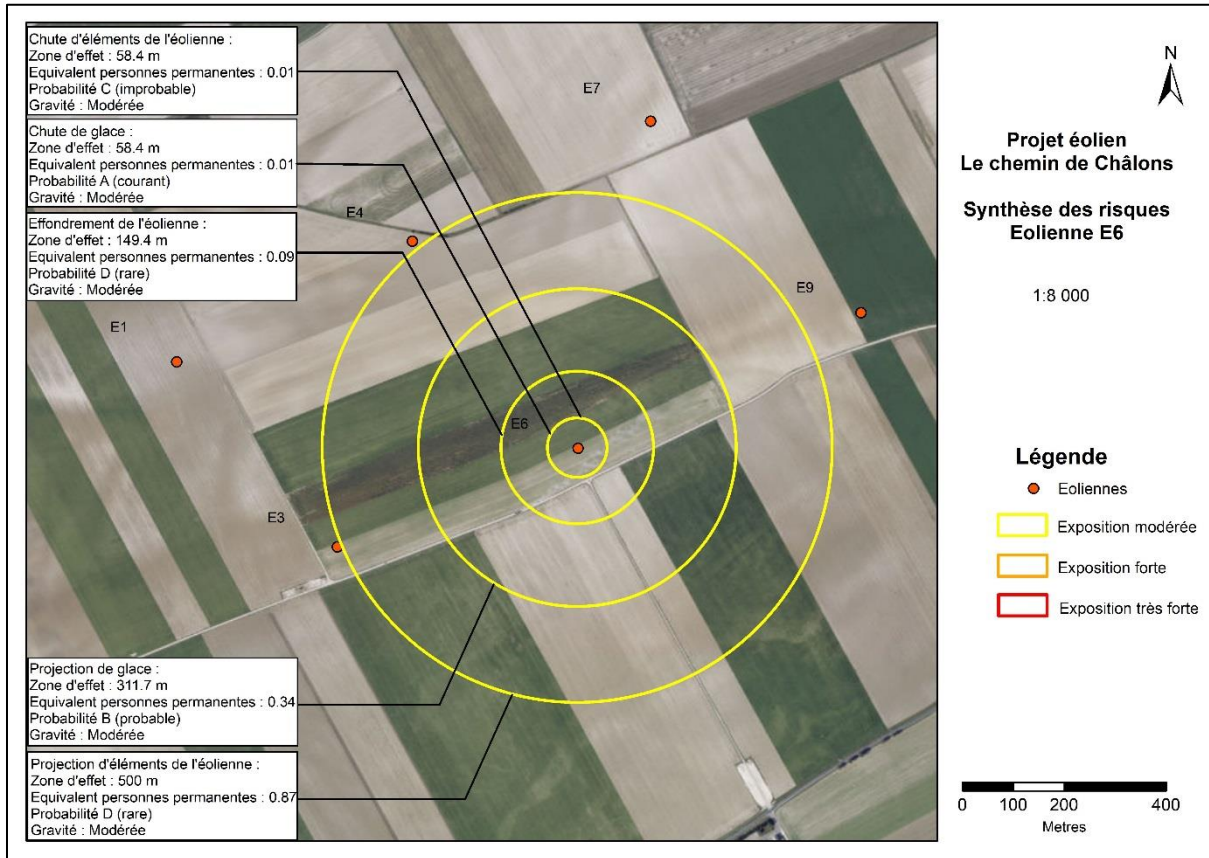 Chute d'éléments de l'éolienne :
Zone d'effet : 58.4 m
Equivalent personnes permanentes : 0.01
Probabilité C (improbable)
Gravité : Modérée
Chute de glace :
Zone d'effet : 58.4 m
Equivalent personnes permanentes : 0.01
Probabilité A (courant)
Gravité : Modérée
Effondrement de l'éolienne :
Zone d'effet : 149.4 m
Equivalent personnes permanentes : 0.09
Probabilité D (rare)
Gravité : Modérée
E7
E4
E1
E9
E6
E3
Projection de glace :
Zone d'effet : 311.7 m
Equivalent personnes permanentes : 0.34
Probabilité B (probable)
Gravité : Modérée
Projection d'éléments de l'éolienne :
Zone d'effet : 500 m
Equivalent personnes permanentes : 0.87
Probabilité D (rare)
Gravité : Modérée
N
Projet éolien
Le chemin de Châlons
Synthèse des risques
Eolienne E6
1:8 000
Légende
Eoliennes
Exposition modérée
Exposition forte
Exposition très forte
0 100 200 400
Metres